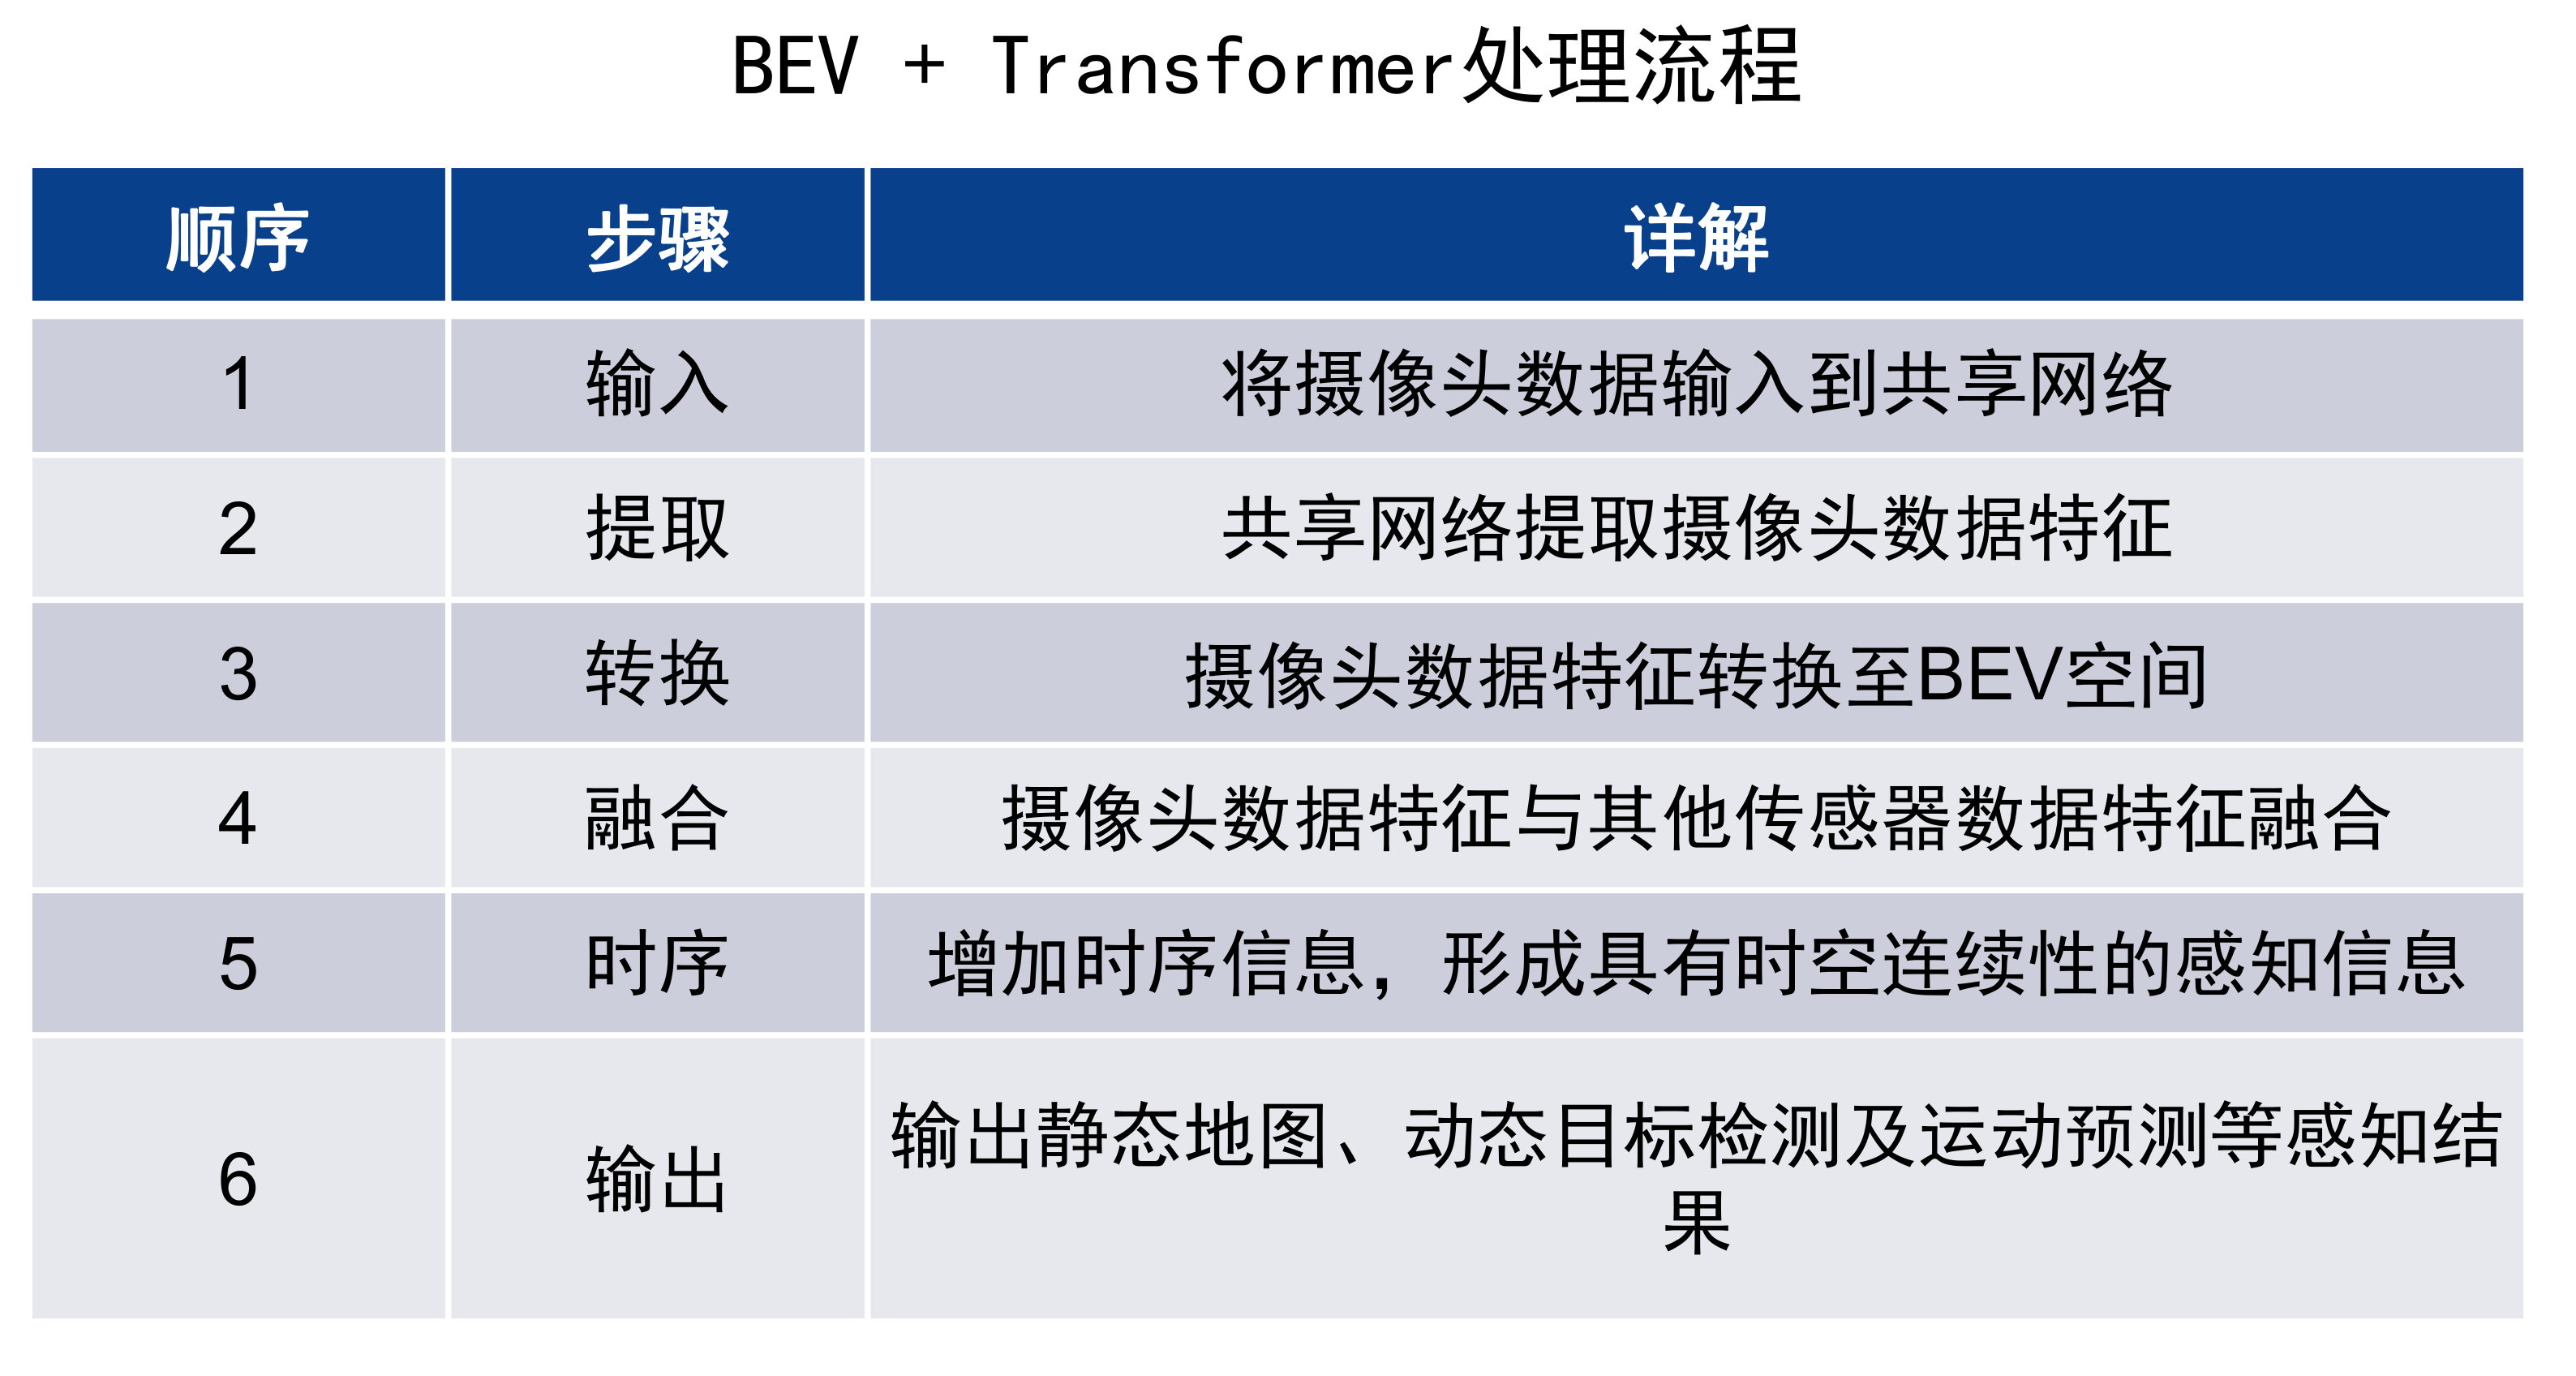 BEV + Transformer处理流程
顺序 步骤 详解
1 输入 将摄像头数据输入到共享网络
2 提取 共享网络提取摄像头数据特征
3 转换 摄像头数据特征转换至BEV空间
4 融合 摄像头数据特征与其他传感器数据特征融合
5 时序 增加时序信息，形成具有时空连续性的感知信息
6 输出 输出静态地图、动态目标检测及运动预测等感知结
果